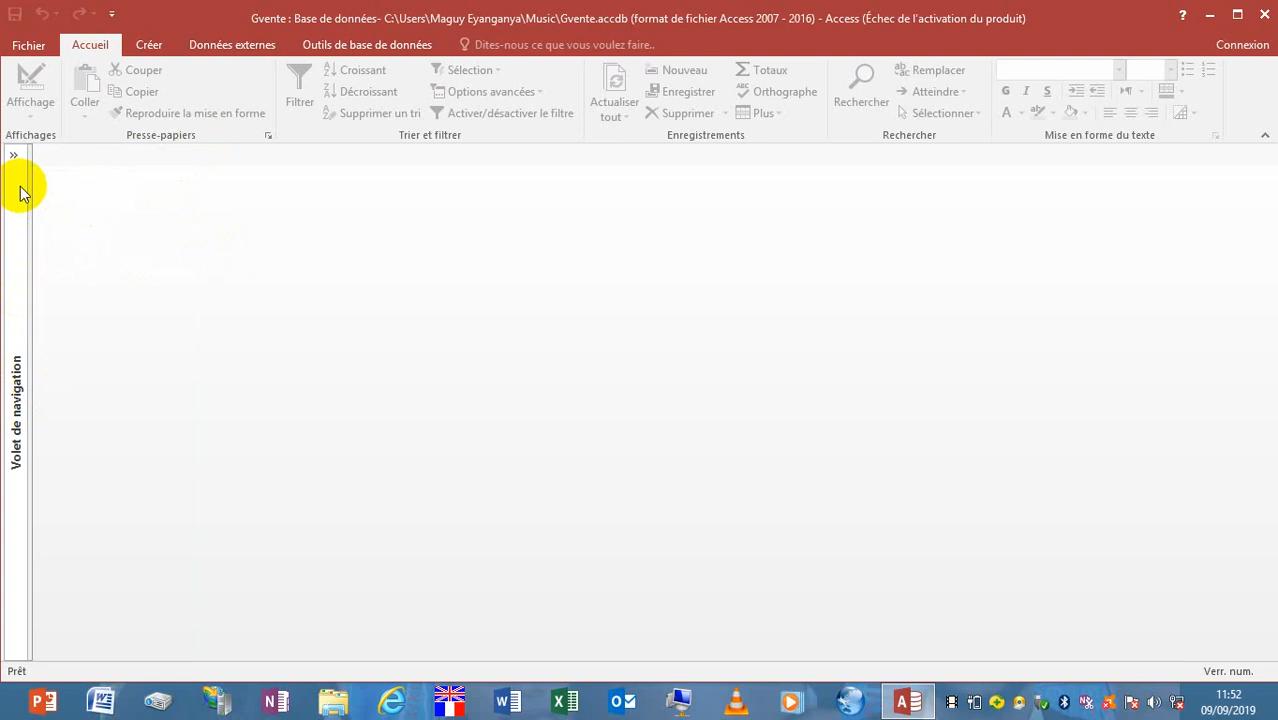 Gvente : Base de données- C:\Users\Maguy Eyanganya\Music\Gvente.accdb (format de fichier Access 2007 - 2016) - Access (Échec de l'activation du produit)
Fichier Accueil Créer Données externes Outils de base de données Dites-nous ce que vous voulez faire.. Connexion
Affichage
Coller
Couper
Copier
Reproduire la mise en forme
Filtrer
Croissant
Décroissant
Supprimer un tri
Sélection
Options avancées
Activer/désactiver le filtre
Actualiser
tout
Nouveau
Enregistrer
Supprimer
Totaux
Orthographe
Plus
Rechercher
Remplacer
Atteindre
Sélectionner
G I S
A
Affichages Presse-papiers Trier et filtrer Enregistrements Rechercher Mise en forme du texte
Volet de navigation
Prêt Verr. num.
11:52
09/09/2019